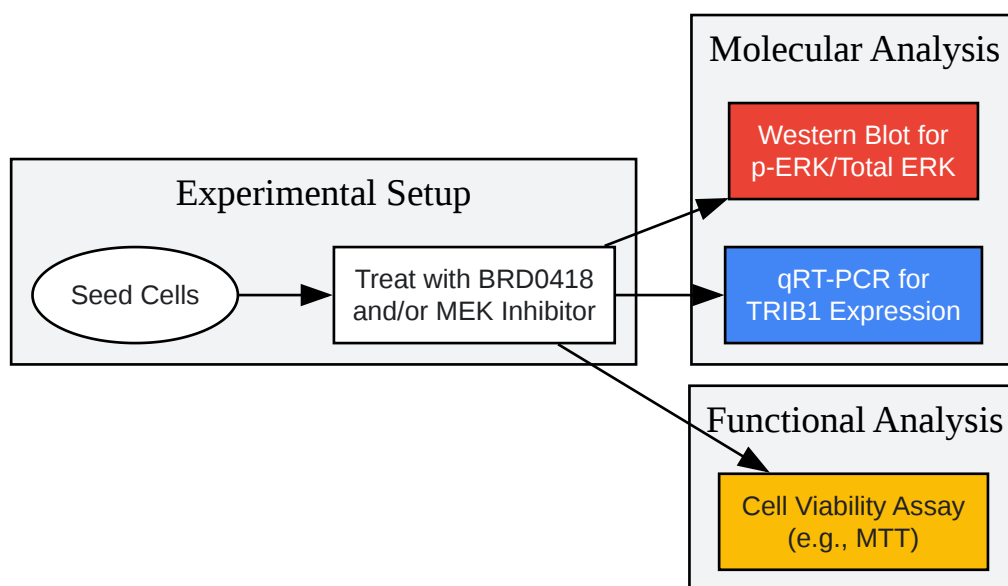 Experimental Setup
Seed Cells
Treat with BRD0418
and/or MEK Inhibitor
Molecular Analysis
Western Blot for
p-ERK/Total ERK
qRT-PCR for
TRIB1 Expression
Functional Analysis
Cell Viability Assay
(e.g., MTT)